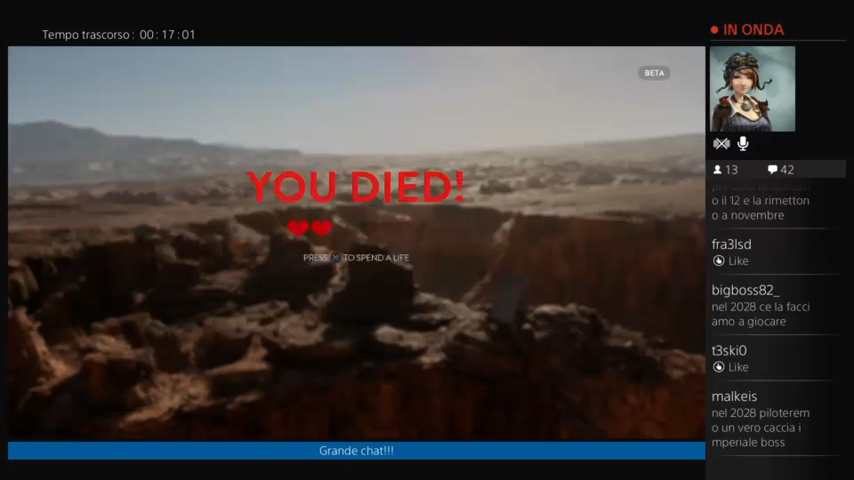 Tempo trascorso: 00:17:01
IN ONDA
BETA
YOU DIED!
PRESS TO SPEND A LIFE
13 42
o il 12 e la rimetton
o a novembre
fra3lsd
Like
bigboss82_
nel 2028 ce la facci
amo a giocare
t3ski0
Like
malkeis
nel 2028 piloterem
o un vero caccia i
mperiale boss
Grande chat!!!